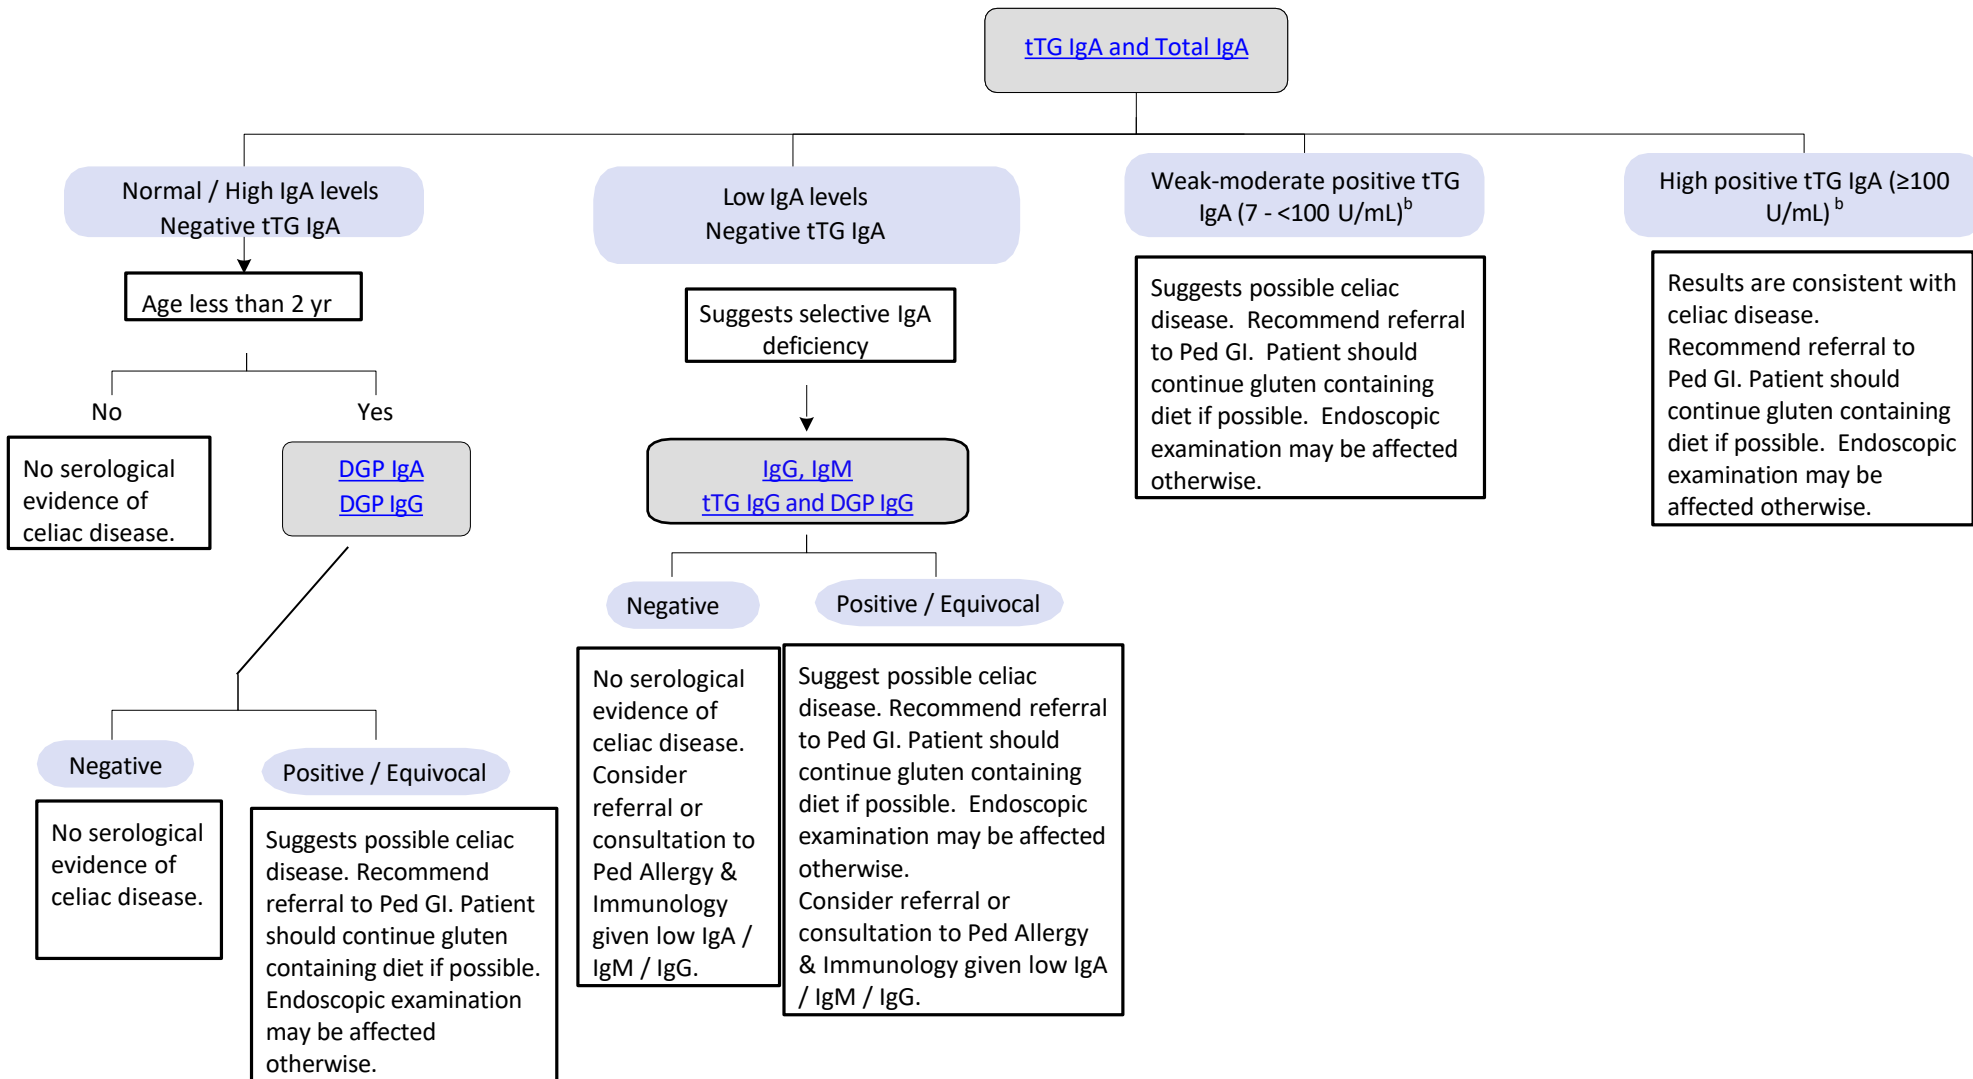 tTG IgA and Total IgA
Normal / High IgA levels
Negative tTG IgA
Low IgA levels
Negative tTG IgA
Weak-moderate positive tTG
IgA (7 - <100 U/mL)b
High positive tTG IgA (≥100
U/mL) b
Age less than 2 yr
No
Yes
No serological
evidence of
celiac disease.
DGP IgA
DGP IgG
Negative
No serological
evidence of
celiac disease.
Positive / Equivocal
Suggests possible celiac
disease. Recommend
referral to Ped GI. Patient
should continue gluten
containing diet if possible.
Endoscopic examination
may be affected
otherwise.
Suggests selective IgA
deficiency
IgG, IgM
tTG IgG and DGP IgG
Negative
No serological
evidence of
celiac disease.
Consider
referral or
consultation to
Ped Allergy &
Immunology
given low IgA /
IgM / IgG.
Positive / Equivocal
Suggest possible celiac
disease. Recommend referral
to Ped GI. Patient should
continue gluten containing
diet if possible.  Endoscopic
examination may be affected
otherwise.
Consider referral or
consultation to Ped Allergy
& Immunology given low IgA
/ IgM / IgG.
Suggests possible celiac
disease.  Recommend referral
to Ped GI.  Patient should
continue gluten containing
diet if possible.  Endoscopic
examination may be affected
otherwise.
Results are consistent with
celiac disease.
Recommend referral to
Ped GI. Patient should
continue gluten containing
diet if possible.  Endoscopic
examination may be
affected otherwise.